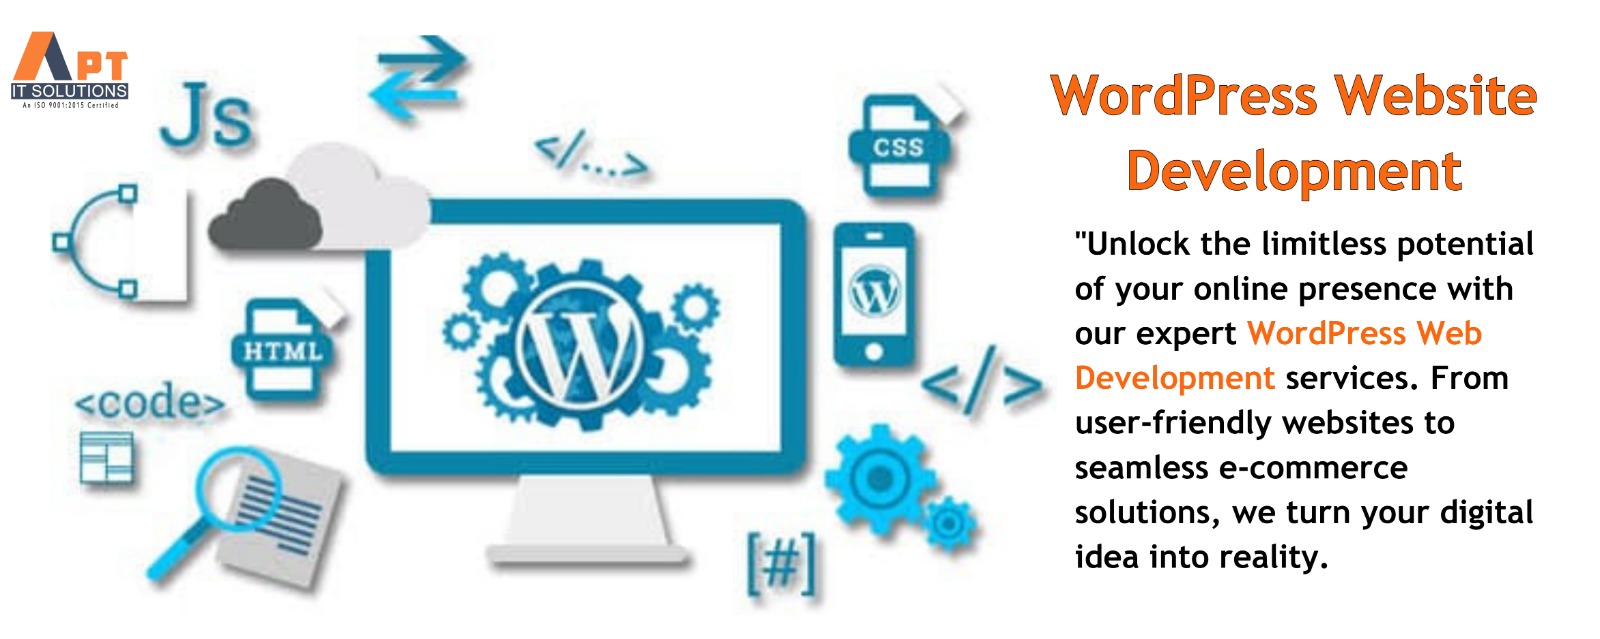 APT
IT SOLUTIONS
An ISO 9001:2015 Certified
Js
</...>
CSS
HTML
<code>
W
W
</>
[#]
WordPress Website
Development
"Unlock the limitless potential
of your online presence with
our expert WordPress Web
Development services. From
user-friendly websites to
seamless e-commerce
solutions, we turn your digital
idea into reality.